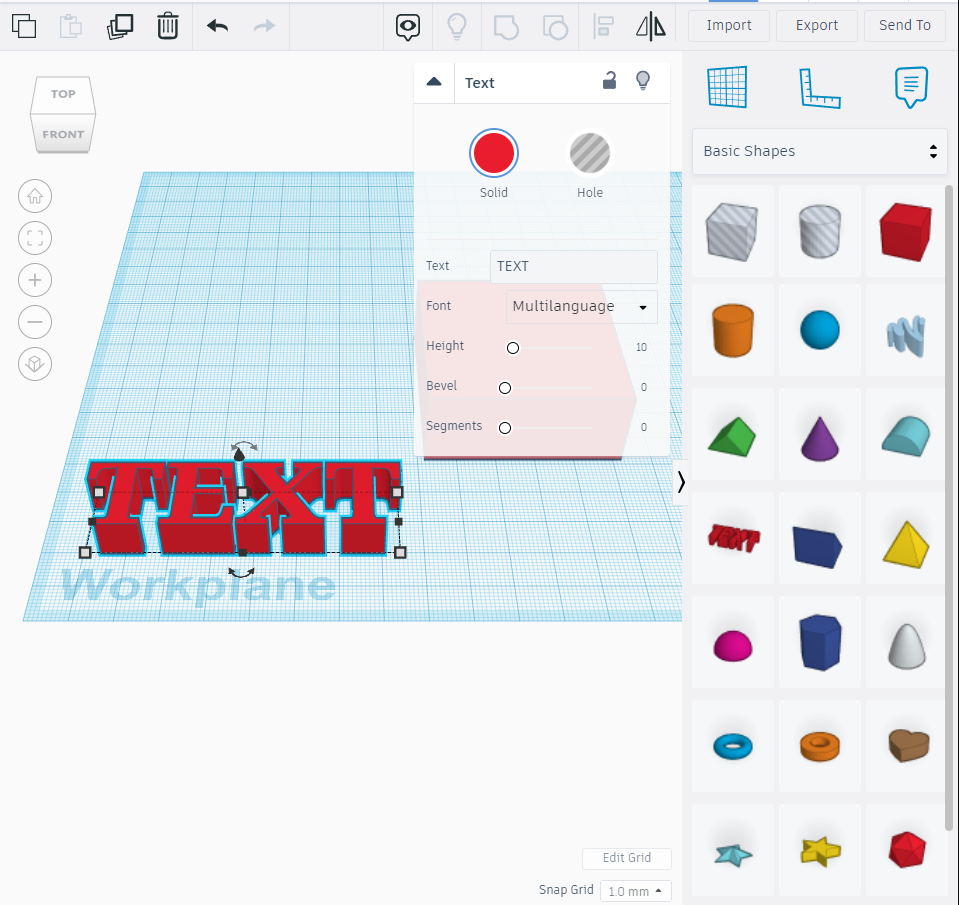 Import
Export
Send To
TOP
FRONT
Text
Solid
Hole
Text
TEXT
Font
Multilanguage
Height
10
Bevel
0
Segments
0
TEXT
Workplane
Edit Grid
Snap Grid
1.0 mm
Basic Shapes
TEXT